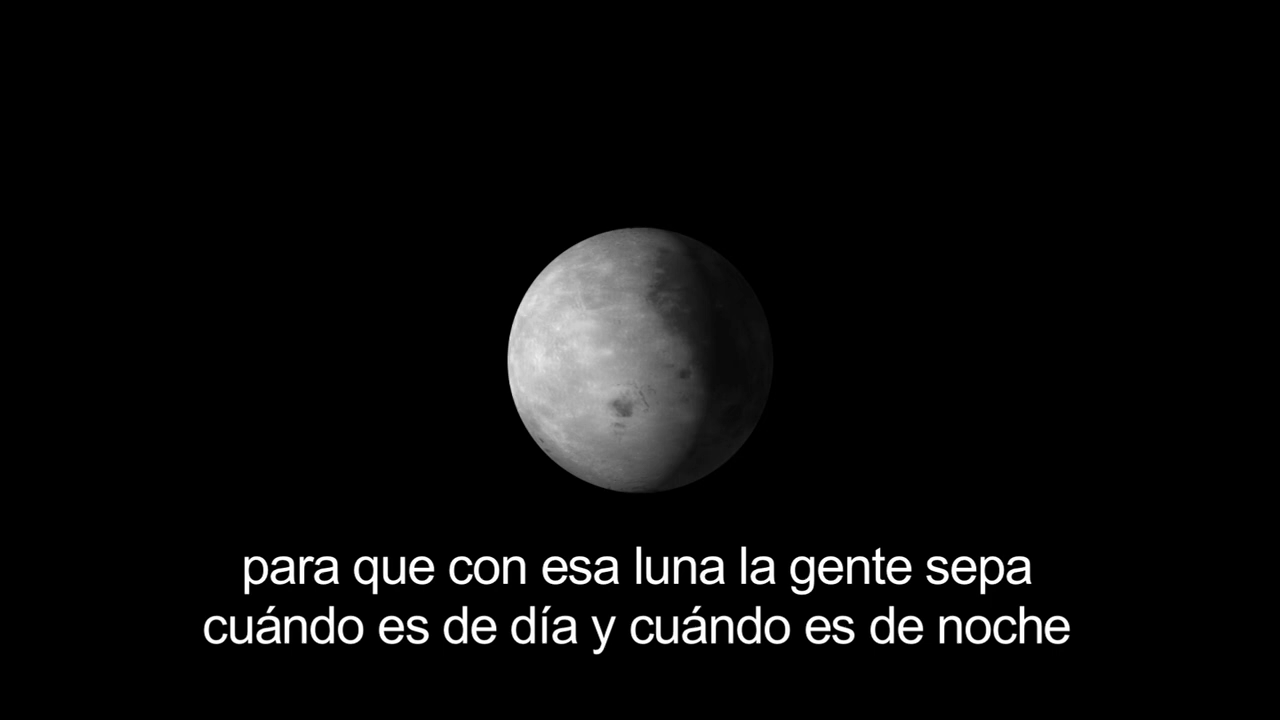 para que con esa luna la gente sepa
cuándo es de día y cuándo es de noche